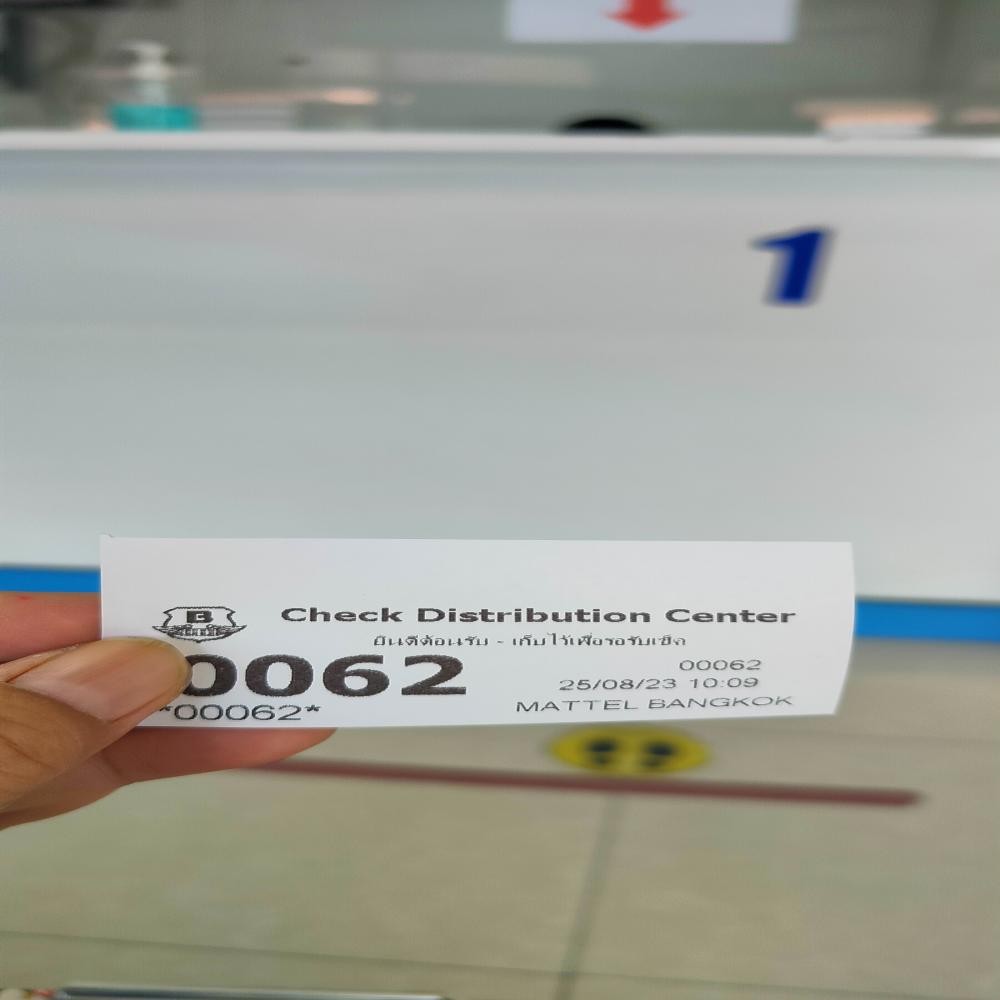 1
B
Check Distribution Center
ยินดีต้อนรับ - เก็บไว้เพื่อรอรับเช็ค
00062
00062
25/08/23 10:09
*00062*
MATTEL BANGKOK